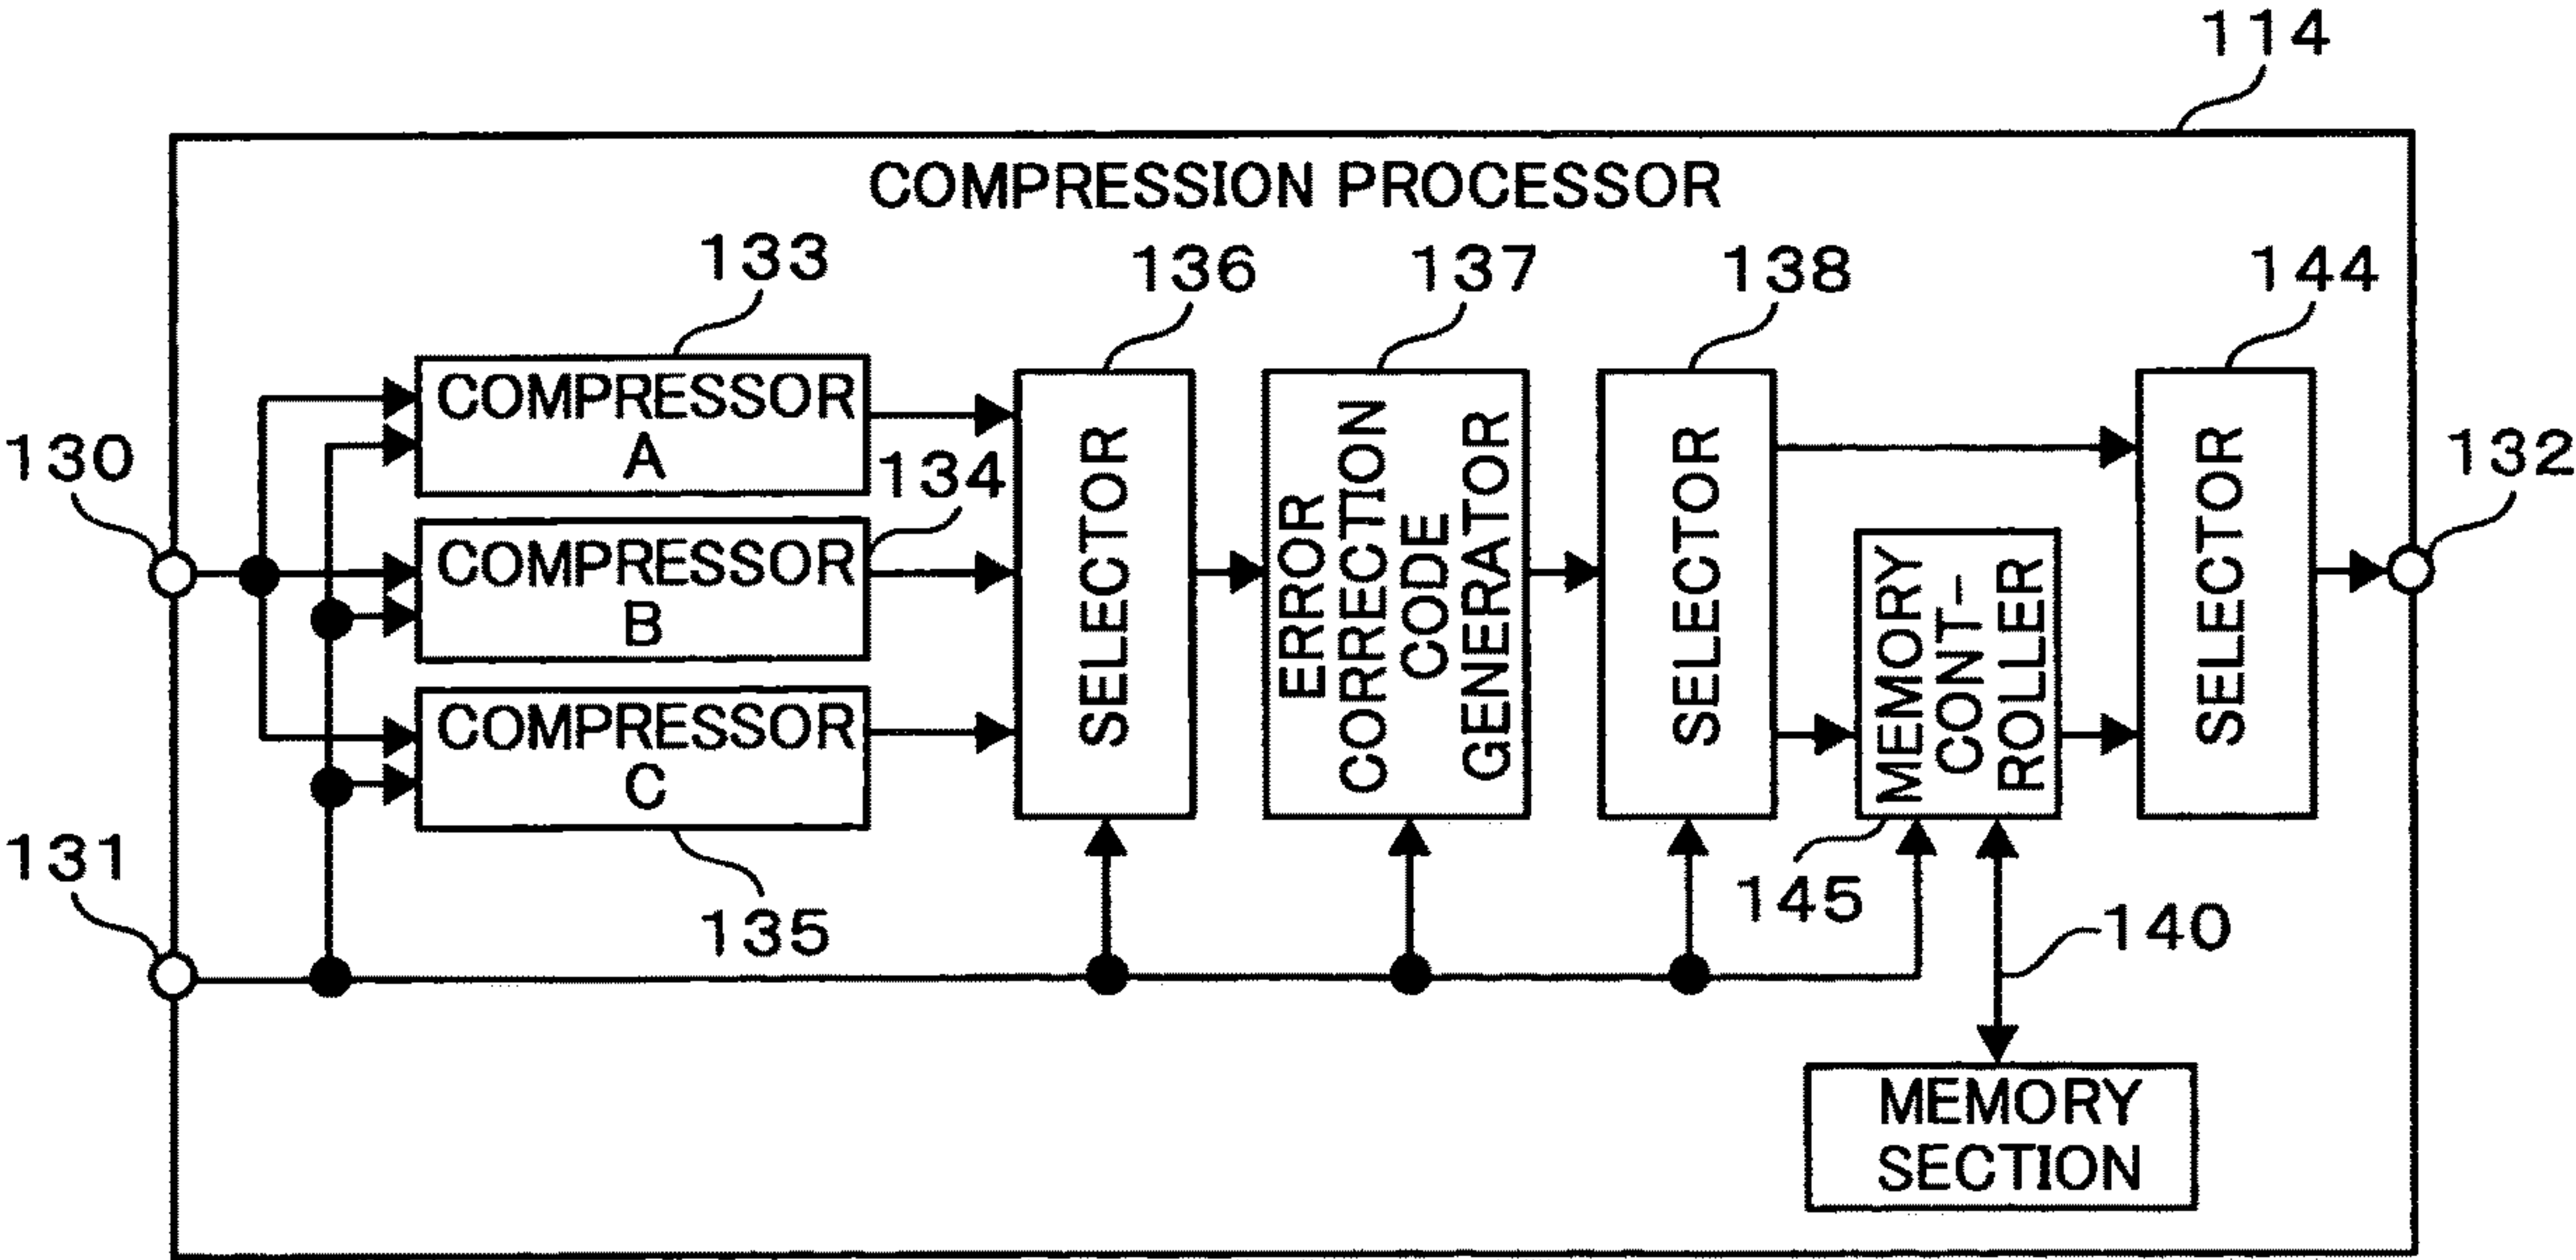 114
COMPRESSION PROCESSOR
133
136
137
138
144
130
COMPRESSOR
A
134
COMPRESSOR
B
COMPRESSOR
C
135
131
SELECTOR
ERROR
CORRECTION
CODE
GENERATOR
SELECTOR
MEMORY
CONT-
ROLLER
145
140
SELECTOR
132
MEMORY
SECTION